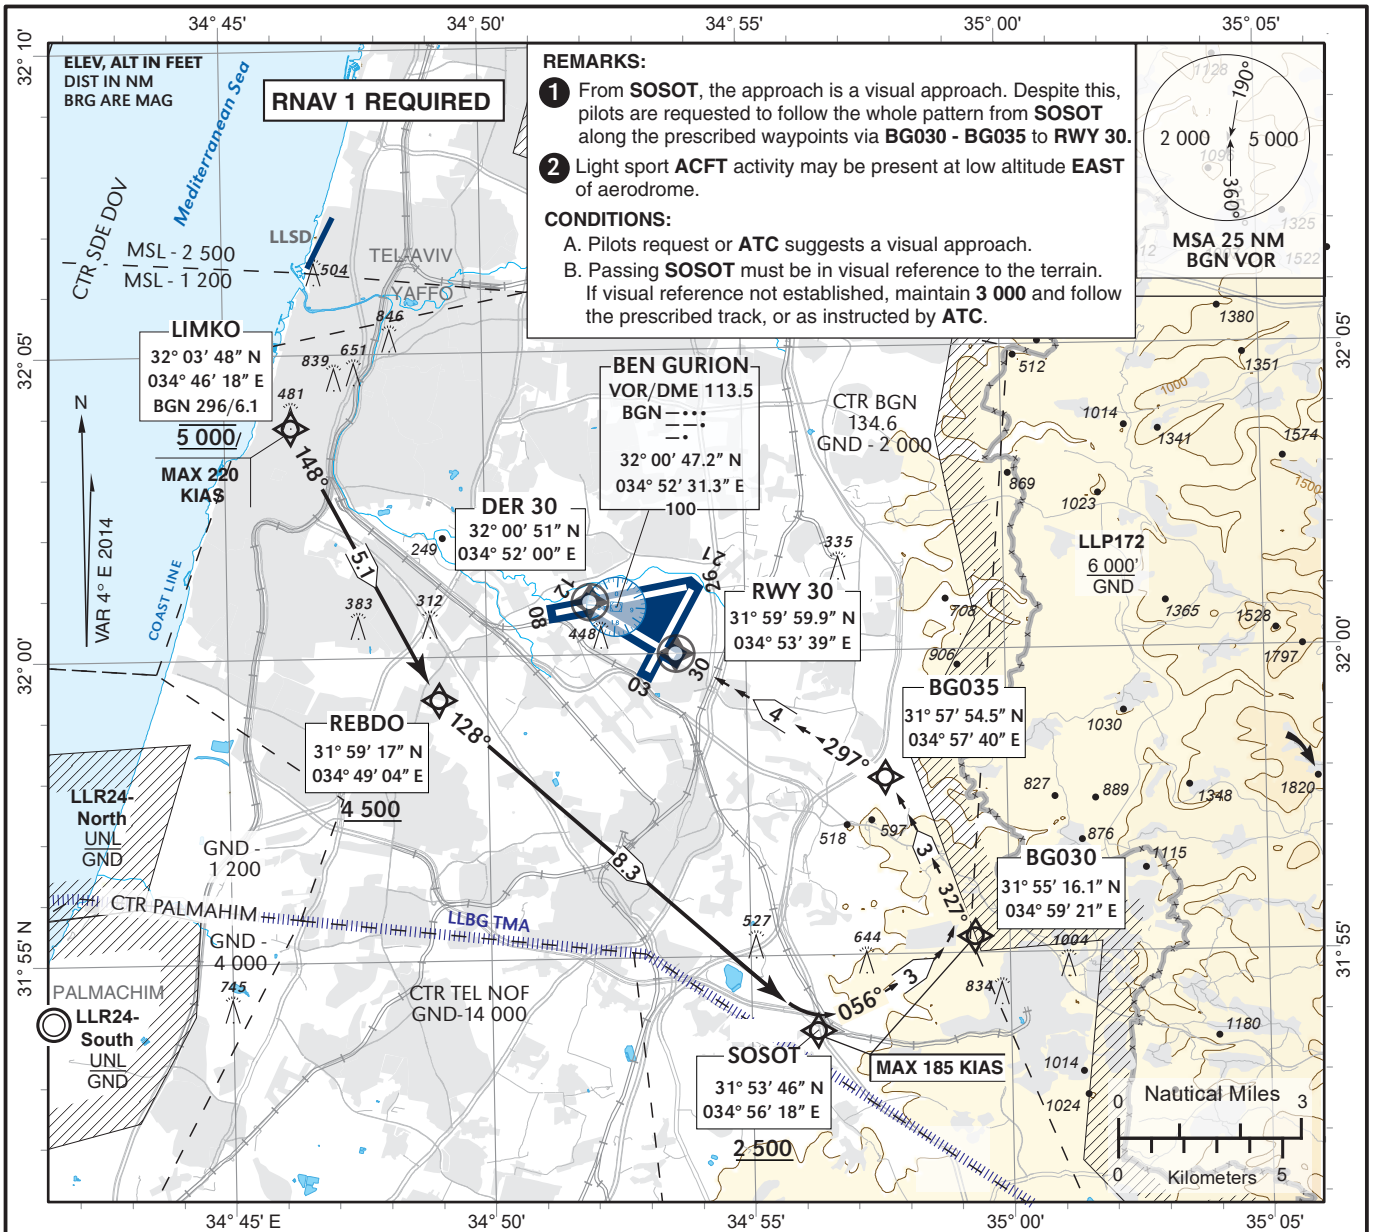 34° 45'
34° 50'
34° 55'
35° 00'
35° 05'
32° 10'
ELEV, ALT IN FEET
DIST IN NM
BRG ARE MAG
Mediterranean Sea
RNAV 1 REQUIRED
REMARKS:
1 From SOSOT, the approach is a visual approach. Despite this,
pilots are requested to follow the whole pattern from SOSOT
along the prescribed waypoints via BG030 - BG035 to RWY 30.
2 Light sport ACFT activity may be present at low altitude EAST
of aerodrome.
CONDITIONS:
A. Pilots request or ATC suggests a visual approach.
B. Passing SOSOT must be in visual reference to the terrain.
If visual reference not established, maintain 3 000 and follow
the prescribed track, or as instructed by ATC.
1128
190°
2 000
5 000
1096
360°
1325
1522
MSA 25 NM
BGN VOR
CTR SDE DOV
MSL - 2 500
MSL - 1 200
LLSD
504
TEL-AVIV
YAFFO
846
651
839
481
LIMKO
32° 03' 48" N
034° 46' 18" E
BGN 296/6.1
5 000
MAX 220
KIAS
148°
5.1
32° 05'
32° 05'
N
VAR 4° E 2014
COAST LINE
BEN GURION
VOR/DME 113.5
BGN
32° 00' 47.2" N
034° 52' 31.3" E
100
CTR BGN
134.6
GND - 2 000
1380
1351
512
1000
1014
1341
1574
869
1023
1500
LLP172
6 000'
GND
DER 30
32° 00' 51" N
034° 52' 00" E
249
335
383
312
448
12
08
21
26
03
30
RWY 30
31° 59' 59.9" N
034° 53' 39" E
708
1365
1528
1797
906
1030
32° 00'
32° 00'
REBDO
31° 59' 17" N
034° 49' 04" E
4 500
128°
8.3
BG035
31° 57' 54.5" N
034° 57' 40" E
4
297°
3
327°
827
889
1348
1820
518
597
876
1115
LLR24-
North
UNL
GND
GND -
1 200
BG030
31° 55' 16.1" N
034° 59' 21" E
CTR PALMAHIM
LLBG TMA
GND -
4 000
745
527
644
1004
834
31° 55' N
31° 55'
PALMACHIM
LLR24-
South
UNL
GND
CTR TEL NOF
GND-14 000
056°
3
SOSOT
31° 53' 46" N
034° 56' 18" E
2 500
MAX 185 KIAS
1180
1014
1024
Nautical Miles
0
3
0
5
Kilometers
34° 45' E
34° 50'
34° 55'
35° 00'
35° 05'